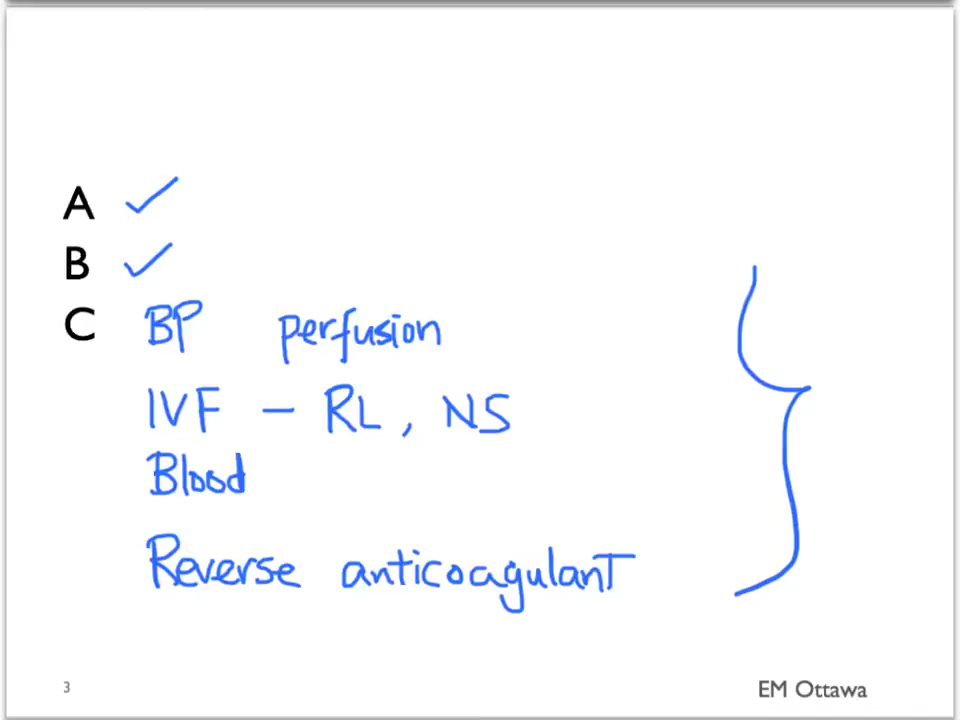 A
B
C BP perfusion
IVF - RL, NS
Blood
Reverse anticoagulant
3 EM Ottawa